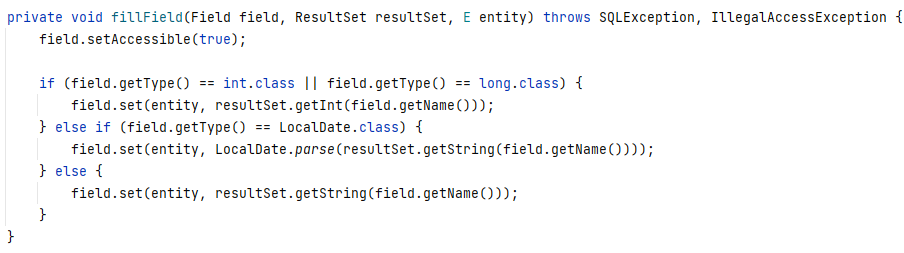 private void fillField(Field field, ResultSet resultSet, E entity) throws SQLException, IllegalAccessException {
    field.setAccessible(true);

    if (field.getType() == int.class || field.getType() == long.class) {
        field.set(entity, resultSet.getInt(field.getName()));
    } else if (field.getType() == LocalDate.class) {
        field.set(entity, LocalDate.parse(resultSet.getString(field.getName())));
    } else {
        field.set(entity, resultSet.getString(field.getName()));
    }
}